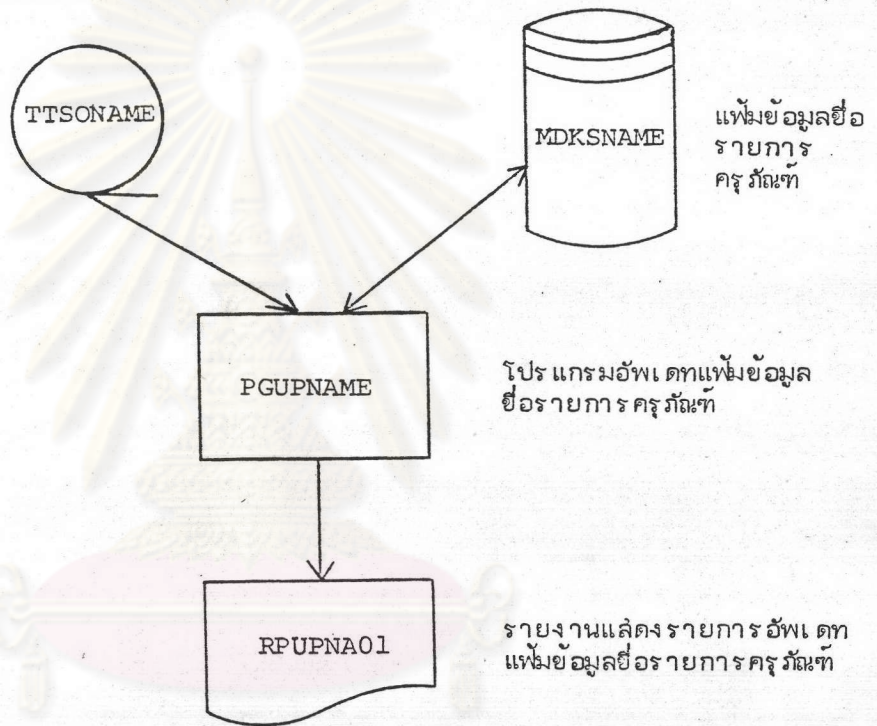 TTSONAME
MDKSNAME
แฟ้มข้อมูลชื่อ
รายการ
ครุภัณฑ์
PGUPNAME
โปรแกรมอัพเดทแฟ้มข้อมูล
ชื่อรายการครุภัณฑ์
RPUPNA01
รายงานแสดงรายการอัพเดท
แฟ้มข้อมูลชื่อรายการครุภัณฑ์